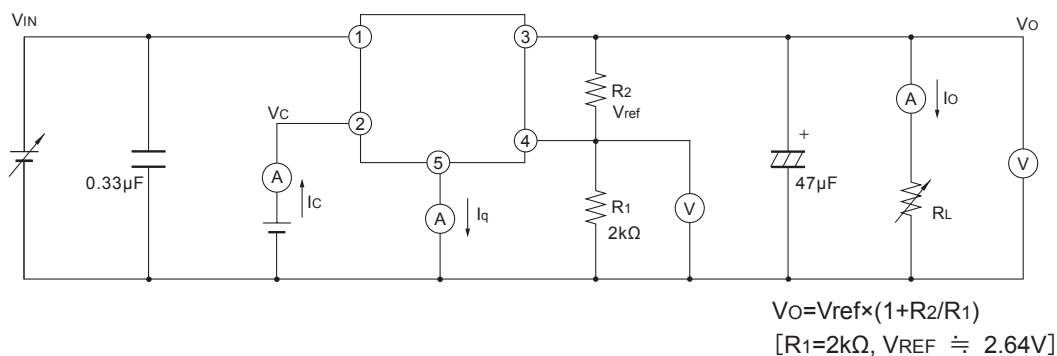 VIN
VO
1
3
R2
Vref
A
IO
VC
2
4
5
+
V
0.33μF
A
IC
A
Iq
R1
2kΩ
V
47μF
RL
VO=Vref×(1+R2/R1)
[R1=2kΩ, VREF ≒ 2.64V]